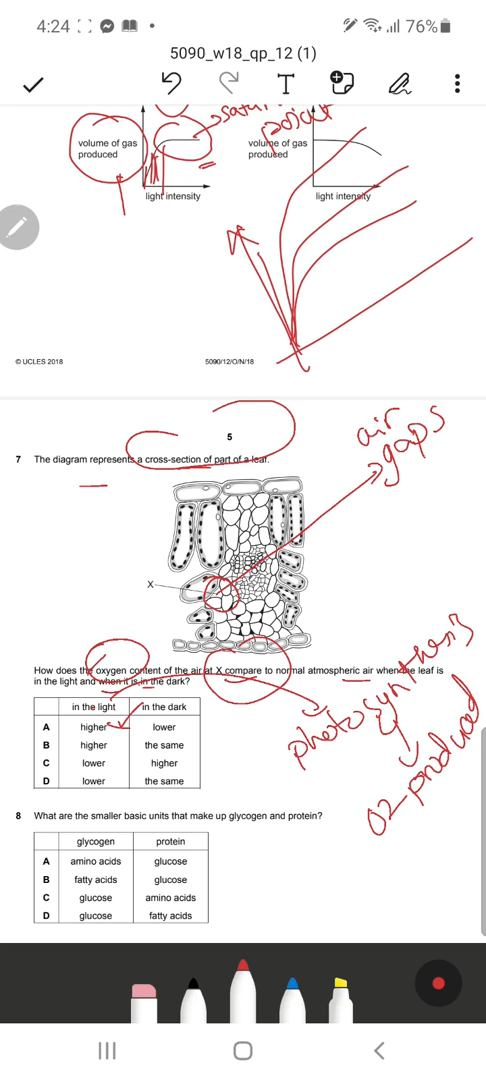 4:24
76%
5090_w18_qp_12 (1)
T
volume of gas
produced
light intensity
point
volume of gas
produced
light intensity
© UCLES 2018
5090/12/O/N/18
5
air
gaps
7 The diagram represents a cross-section of part of a leaf.
X
How does the oxygen content of the air at X compare to normal atmospheric air when the leaf is
in the light and when it is in the dark?
in the light in the dark
A higher lower
B higher the same
C lower higher
D lower the same
photosynthesis
O2-produced
8 What are the smaller basic units that make up glycogen and protein?
glycogen protein
A amino acids glucose
B fatty acids glucose
C glucose amino acids
D glucose fatty acids